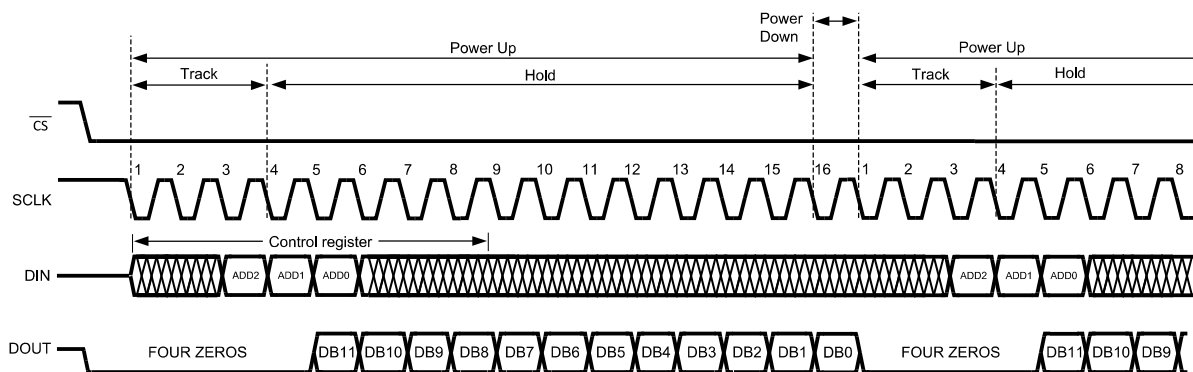 Power Down
Power Up
Power Up
Track
Hold
Track
Hold
CS
1 2 3 4 5 6 7 8 9 10 11 12 13 14 15 16 1 2 3 4 5 6 7 8
SCLK
Control register
DIN
ADD2 ADD1 ADD0 ADD2 ADD1 ADD0
DOUT
FOUR ZEROS DB11 DB10 DB9 DB8 DB7 DB6 DB5 DB4 DB3 DB2 DB1 DB0 FOUR ZEROS DB11 DB10 DB9